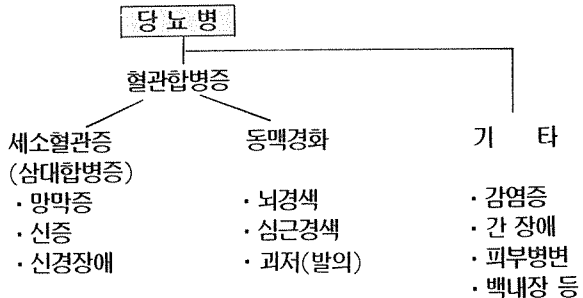 당 뇨 병
혈관합병증
세소혈관증
(삼대합병증)
· 망막증
· 신증
· 신경장애
동맥경화
· 뇌경색
· 심근경색
· 괴저(발의)
기 타
· 감염증
· 간 장애
· 피부병변
· 백내장 등